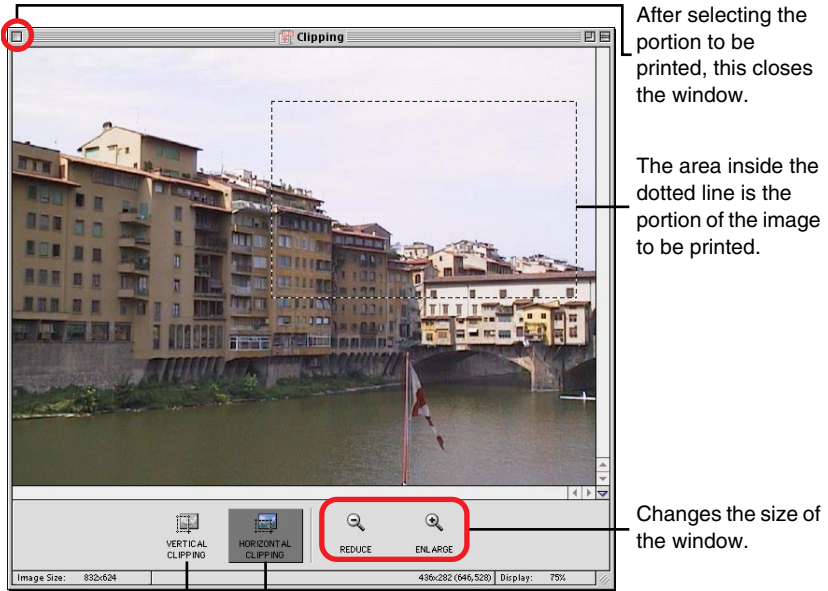 Clipping
After selecting the
portion to be
printed, this closes
the window.
The area inside the
dotted line is the
portion of the image
to be printed.
Changes the size of
the window.
VERTICAL
CLIPPING
HORIZONTAL
CLIPPING
REDUCE
ENLARGE
Image Size: 832x624
436x282 (646,528)
Display: 75%